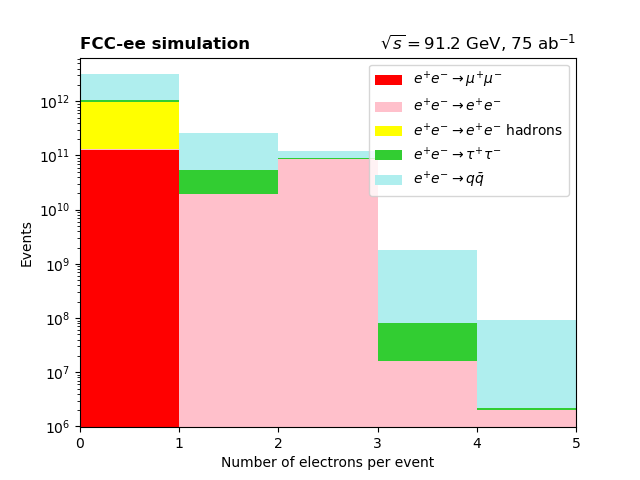 FCC-ee simulation
√s = 91.2 GeV, 75 ab⁻¹
e⁺e⁻ → μ⁺μ⁻
e⁺e⁻ → e⁺e⁻
e⁺e⁻ → e⁺e⁻ hadrons
e⁺e⁻ → τ⁺τ⁻
e⁺e⁻ → qq̄
Events
10¹²
10¹¹
10¹⁰
10⁹
10⁸
10⁷
10⁶
0 1 2 3 4 5
Number of electrons per event